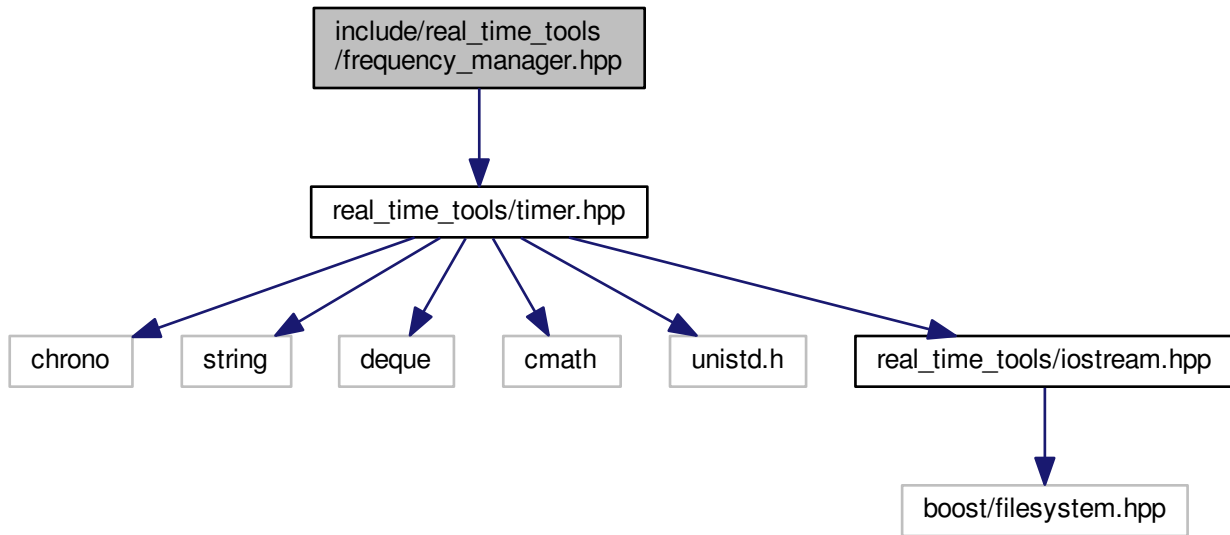 include/real_time_tools
/frequency_manager.hpp
real_time_tools/timer.hpp
chrono
string
deque
cmath
unistd.h
real_time_tools/iostream.hpp
boost/filesystem.hpp